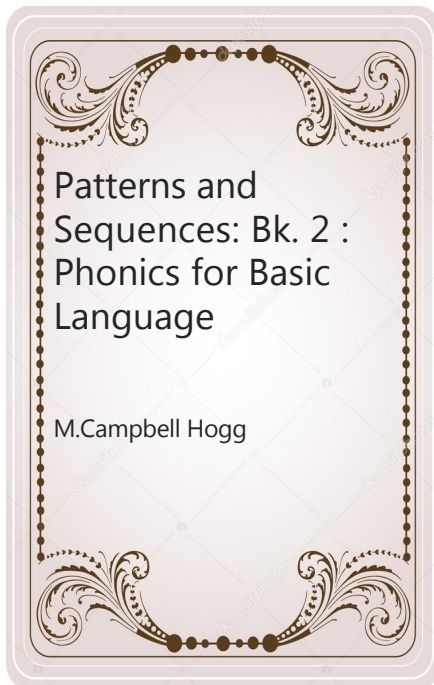 Patterns and
Sequences: Bk. 2 :
Phonics for Basic
Language
M.Campbell Hogg